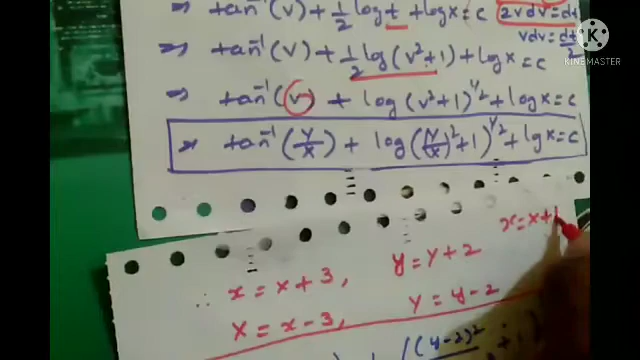 ⇒ tan⁻¹(v) + 1/2 log t + log x = c
2vdv = dt
vdv = dt/2
⇒ tan⁻¹(v) + 1/2 log(v²+1) + log x = c
⇒ tan⁻¹(v) + log(v²+1)^1/2 + log x = c
⇒ tan⁻¹(Y/X) + log((Y/X)²+1)^1/2 + log x = c
x = x+
∴ x = x + 3, y = Y + 2
X = x - 3, Y = y - 2
(y-2)²
K
KINEMASTER